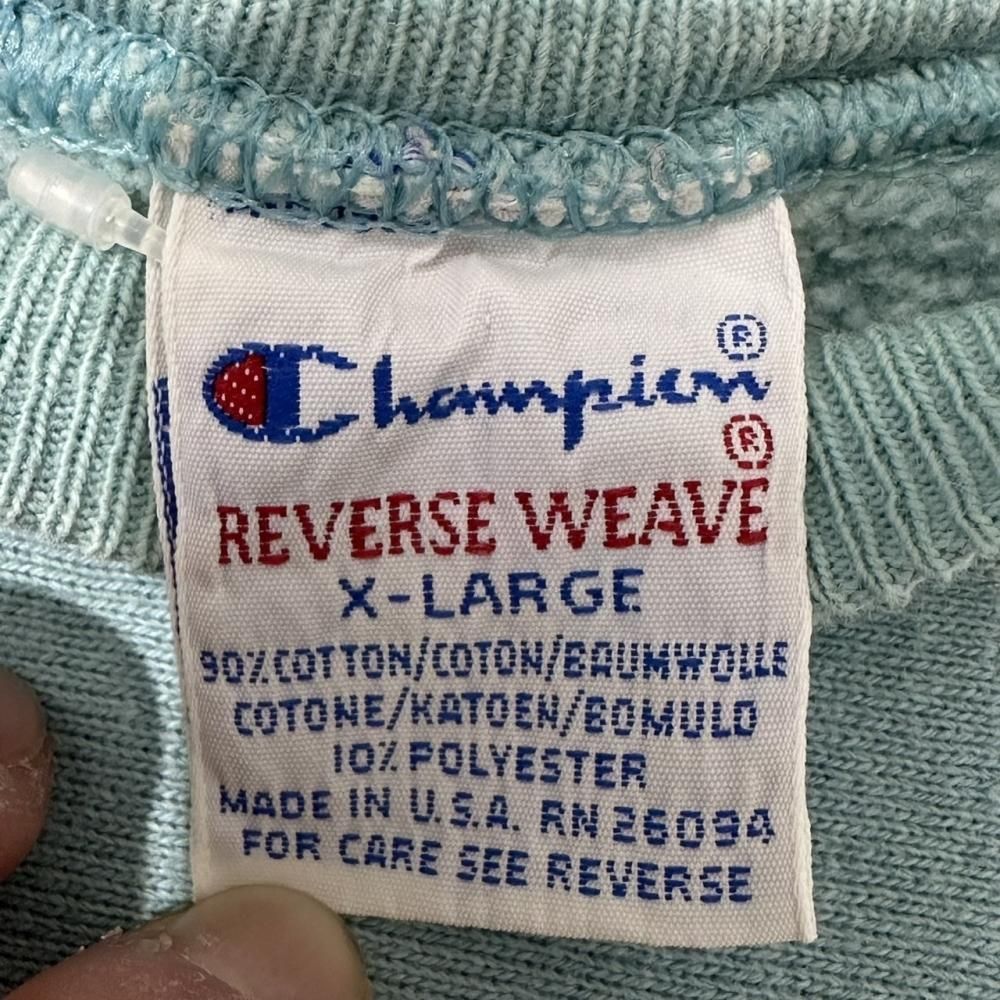 Champion®
REVERSE WEAVE®
X-LARGE
90% COTTON/COTON/BAUMWOLLE
COTONE/KATOEN/BOMULD
10% POLYESTER
MADE IN U.S.A. RN 26094
FOR CARE SEE REVERSE